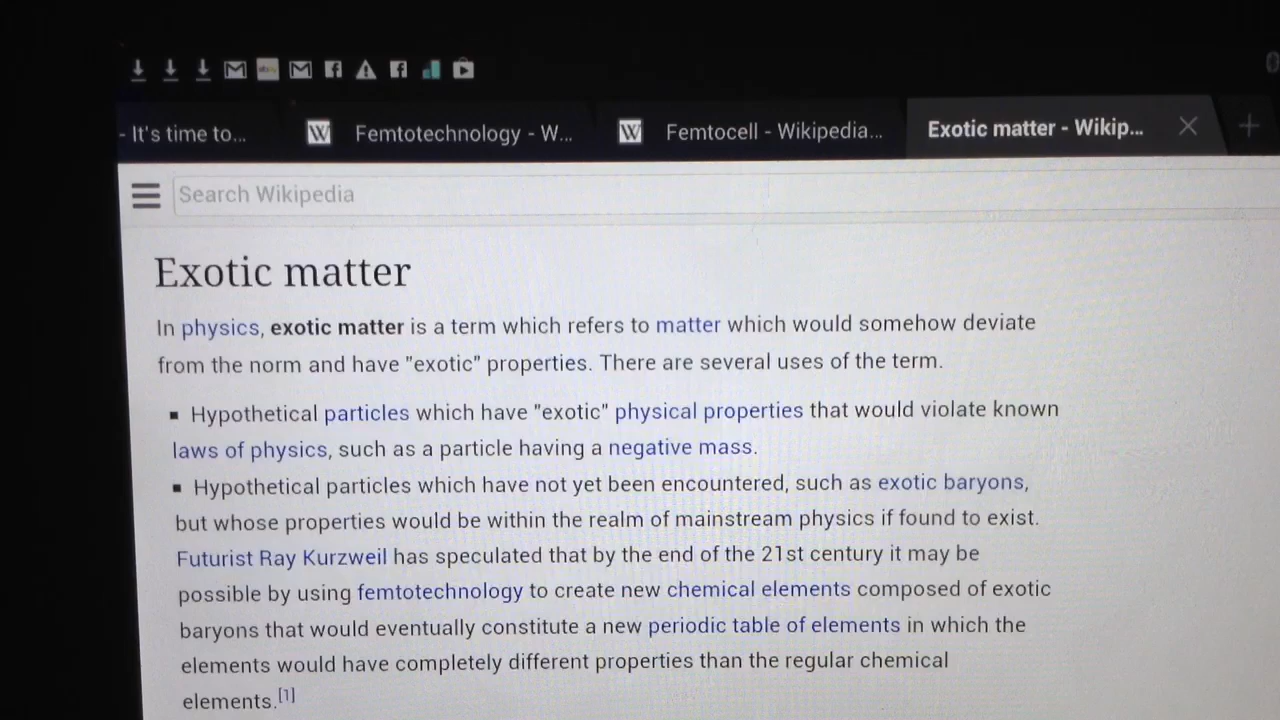 - It's time to... Femtotechnology - W... Femtocell - Wikipedia... Exotic matter - Wikip...
Search Wikipedia
Exotic matter
In physics, exotic matter is a term which refers to matter which would somehow deviate
from the norm and have "exotic" properties. There are several uses of the term.
▪ Hypothetical particles which have "exotic" physical properties that would violate known
laws of physics, such as a particle having a negative mass.
▪ Hypothetical particles which have not yet been encountered, such as exotic baryons,
but whose properties would be within the realm of mainstream physics if found to exist.
Futurist Ray Kurzweil has speculated that by the end of the 21st century it may be
possible by using femtotechnology to create new chemical elements composed of exotic
baryons that would eventually constitute a new periodic table of elements in which the
elements would have completely different properties than the regular chemical
elements.[1]